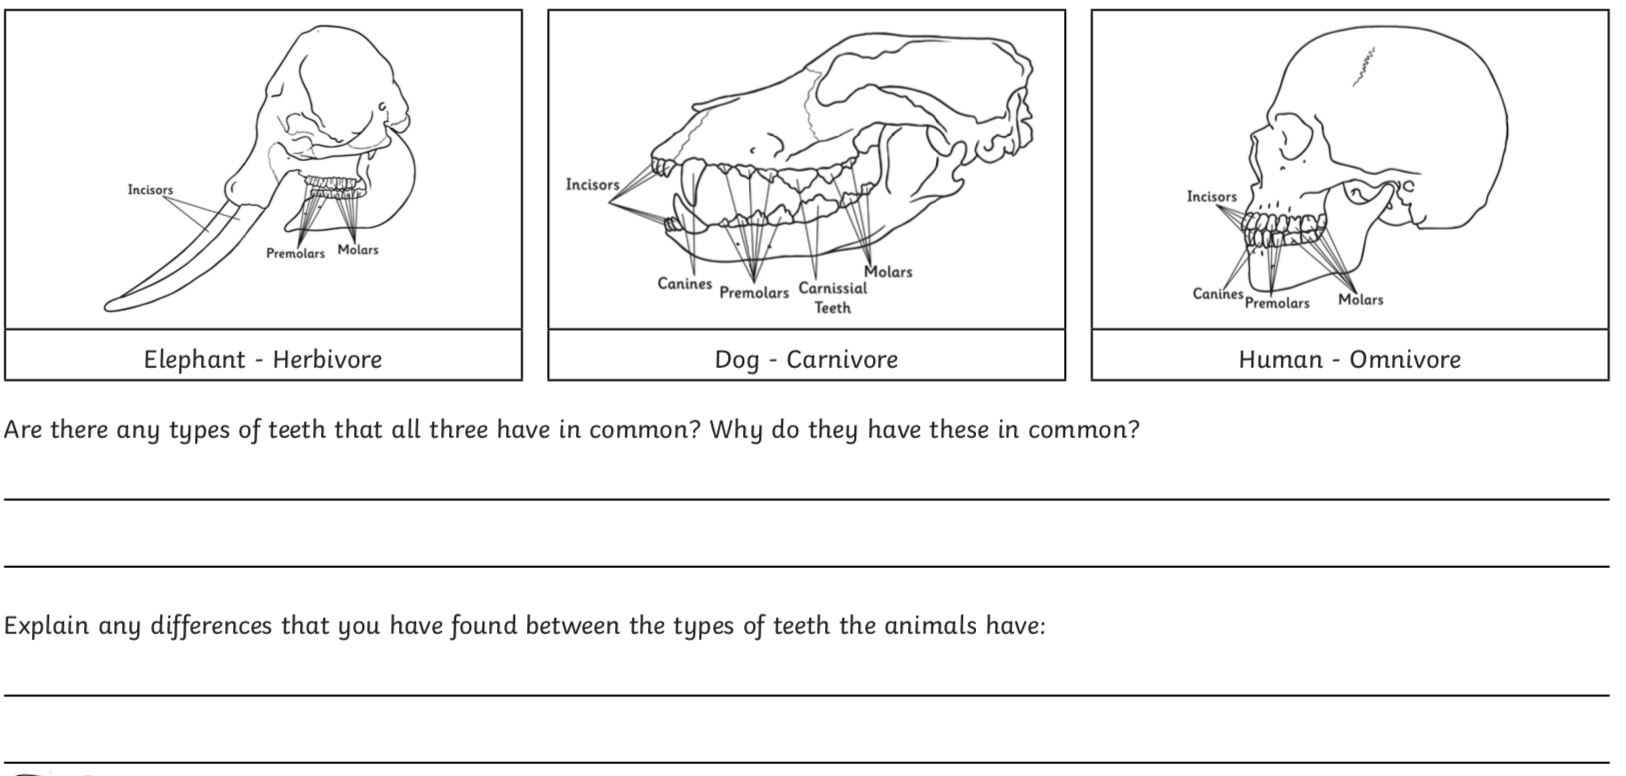 Incisors
Premolars
Molars
Elephant - Herbivore
Incisors
Canines
Premolars
Carnissial
Teeth
Molars
Dog - Carnivore
Incisors
Canines
Premolars
Molars
Human - Omnivore
Are there any types of teeth that all three have in common? Why do they have these in common?
Explain any differences that you have found between the types of teeth the animals have: